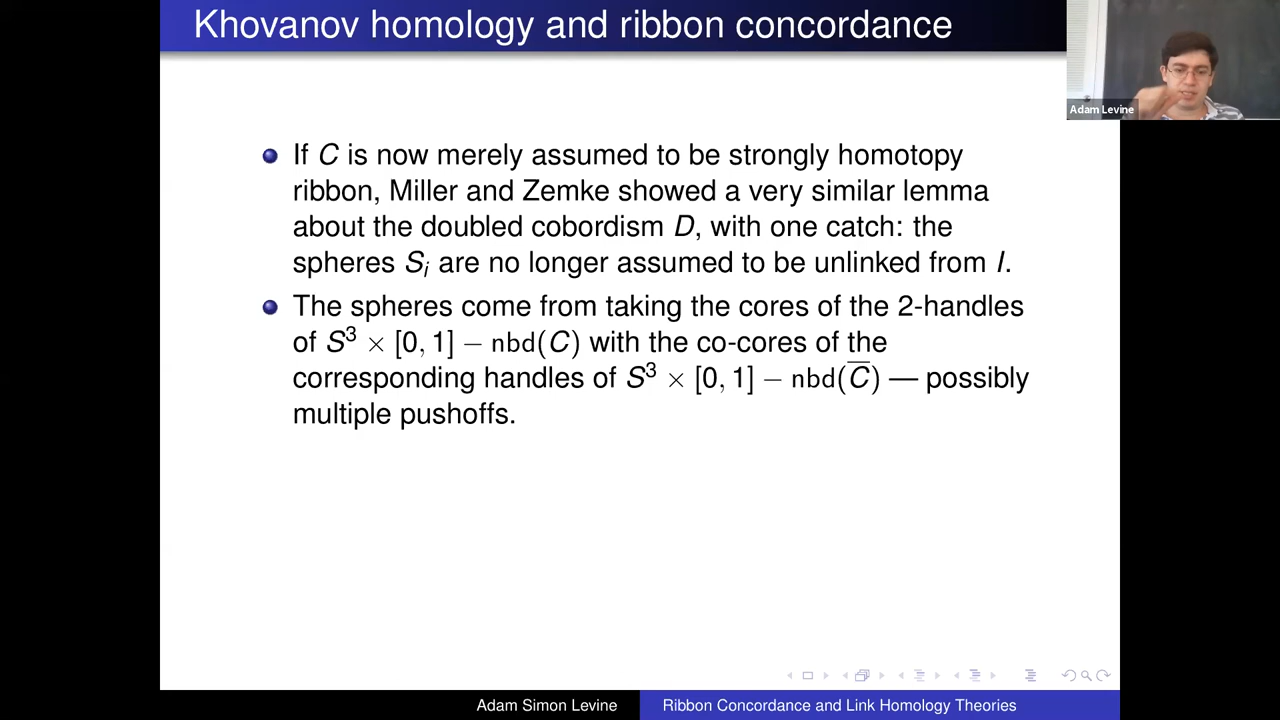 Khovanov homology and ribbon concordance
Adam Levine
If C is now merely assumed to be strongly homotopy
ribbon, Miller and Zemke showed a very similar lemma
about the doubled cobordism D, with one catch: the
spheres Sᵢ are no longer assumed to be unlinked from I.
The spheres come from taking the cores of the 2-handles
of S³ × [0, 1] − nbd(C) with the co-cores of the
corresponding handles of S³ × [0, 1] − nbd(C̅) — possibly
multiple pushoffs.
Adam Simon Levine
Ribbon Concordance and Link Homology Theories